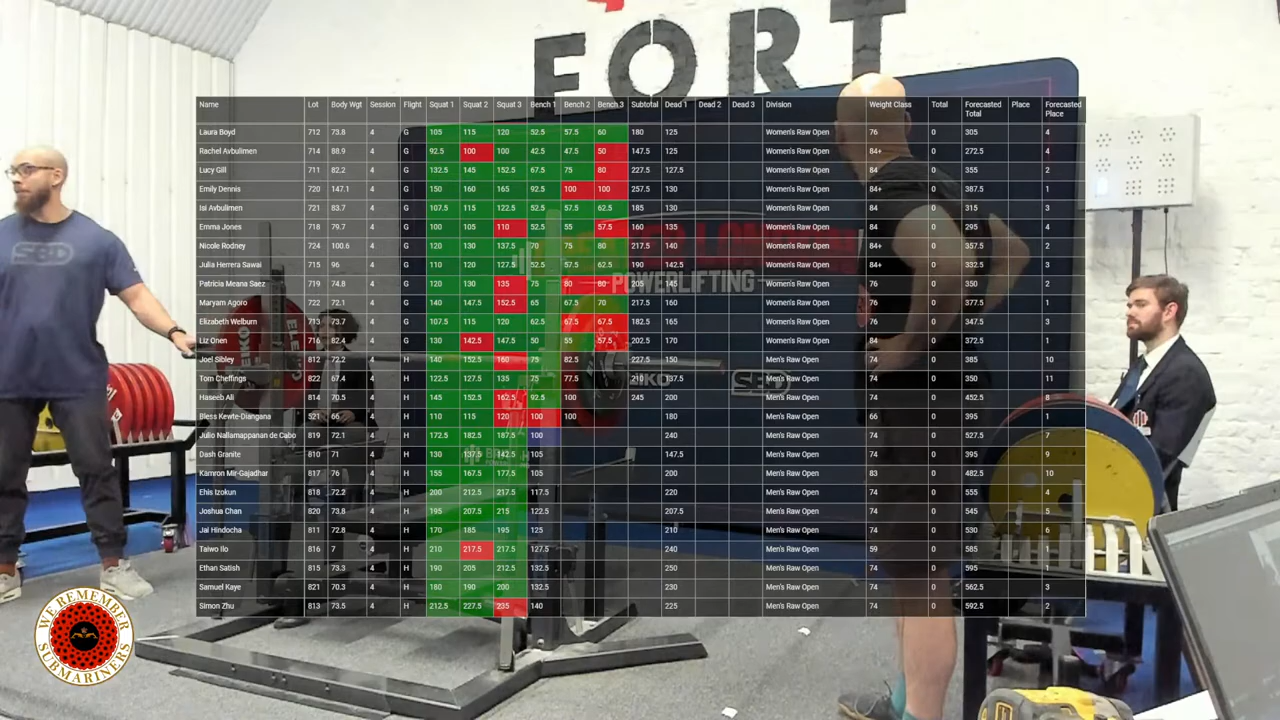 FORT
Name Lot Body Wgt Session Flight Squat 1 Squat 2 Squat 3 Bench 1 Bench 2 Bench 3 Subtotal Dead 1 Dead 2 Dead 3 Division Weight Class Total Forecasted Total Place Forecasted Place
Laura Boyd 712 73.8 4 G 105 115 120 52.5 57.5 60 180 125 Women's Raw Open 76 0 305 4
Rachel Avbulimen 714 88.9 4 G 92.5 100 100 42.5 47.5 50 147.5 125 Women's Raw Open 84+ 0 272.5 4
Lucy Gill 711 82.2 4 G 132.5 145 152.5 67.5 75 80 227.5 127.5 Women's Raw Open 84 0 355 2
Emily Dennis 720 147.1 4 G 150 160 165 92.5 100 100 257.5 130 Women's Raw Open 84+ 0 387.5 1
Isi Avbulimen 721 83.7 4 G 107.5 115 122.5 52.5 57.5 62.5 185 130 Women's Raw Open 84 0 315 3
Emma Jones 718 79.7 4 G 100 105 110 52.5 55 57.5 160 135 Women's Raw Open 84 0 295 4
Nicole Rodney 724 100.6 4 G 120 130 137.5 70 75 80 217.5 140 Women's Raw Open 84+ 0 357.5 2
Julia Herrera Sawai 715 96 4 G 110 120 127.5 52.5 57.5 62.5 190 142.5 Women's Raw Open 84+ 0 332.5 3
Patricia Meana Saez 719 74.8 4 G 120 130 135 75 80 80 205 145 Women's Raw Open 76 0 350 2
Maryam Agoro 722 72.1 4 G 140 147.5 152.5 65 67.5 70 217.5 160 Women's Raw Open 76 0 377.5 1
Elizabeth Welburn 713 73.7 4 G 107.5 115 120 62.5 67.5 67.5 182.5 165 Women's Raw Open 76 0 347.5 3
Liz Onen 716 82.4 4 G 130 142.5 147.5 50 55 57.5 202.5 170 Women's Raw Open 84 0 372.5 1
Joel Sibley 812 72.2 4 H 140 152.5 160 75 82.5 227.5 150 Men's Raw Open 74 0 385 10
Tom Cheffings 822 67.4 4 H 122.5 127.5 135 75 77.5 210 137.5 Men's Raw Open 74 0 350 11
Haseeb Ali 814 70.5 4 H 145 152.5 162.5 92.5 100 245 200 Men's Raw Open 74 0 452.5 8
Bless Kewte-Diangana 521 66 4 H 110 115 120 100 100 180 Men's Raw Open 66 0 395 1
Julio Nallamappanan de Cabo 819 72.1 4 H 172.5 182.5 187.5 100 240 Men's Raw Open 74 0 527.5 7
Dash Granite 810 71 4 H 130 137.5 142.5 105 147.5 Men's Raw Open 74 0 395 9
Kamron Mir-Gajadhar 817 76 4 H 155 167.5 177.5 105 200 Men's Raw Open 83 0 482.5 10
Ehis Izokun 818 72.2 4 H 200 212.5 217.5 117.5 220 Men's Raw Open 74 0 555 4
Joshua Chan 820 73.8 4 H 195 207.5 215 122.5 207.5 Men's Raw Open 74 0 545 5
Jai Hindocha 811 72.8 4 H 170 185 195 125 210 Men's Raw Open 74 0 530 6
Taiwo Ilo 816 7 4 H 210 217.5 217.5 127.5 240 Men's Raw Open 59 0 585 1
Ethan Satish 815 73.3 4 H 190 205 212.5 132.5 250 Men's Raw Open 74 0 595 1
Samuel Kaye 821 70.3 4 H 180 190 200 132.5 230 Men's Raw Open 74 0 562.5 3
Simon Zhu 813 73.5 4 H 212.5 227.5 235 140 225 Men's Raw Open 74 0 592.5 2
SBD
POWERLIFTING
SBD
ELEIKO
WE REMEMBER
SUBMARINERS